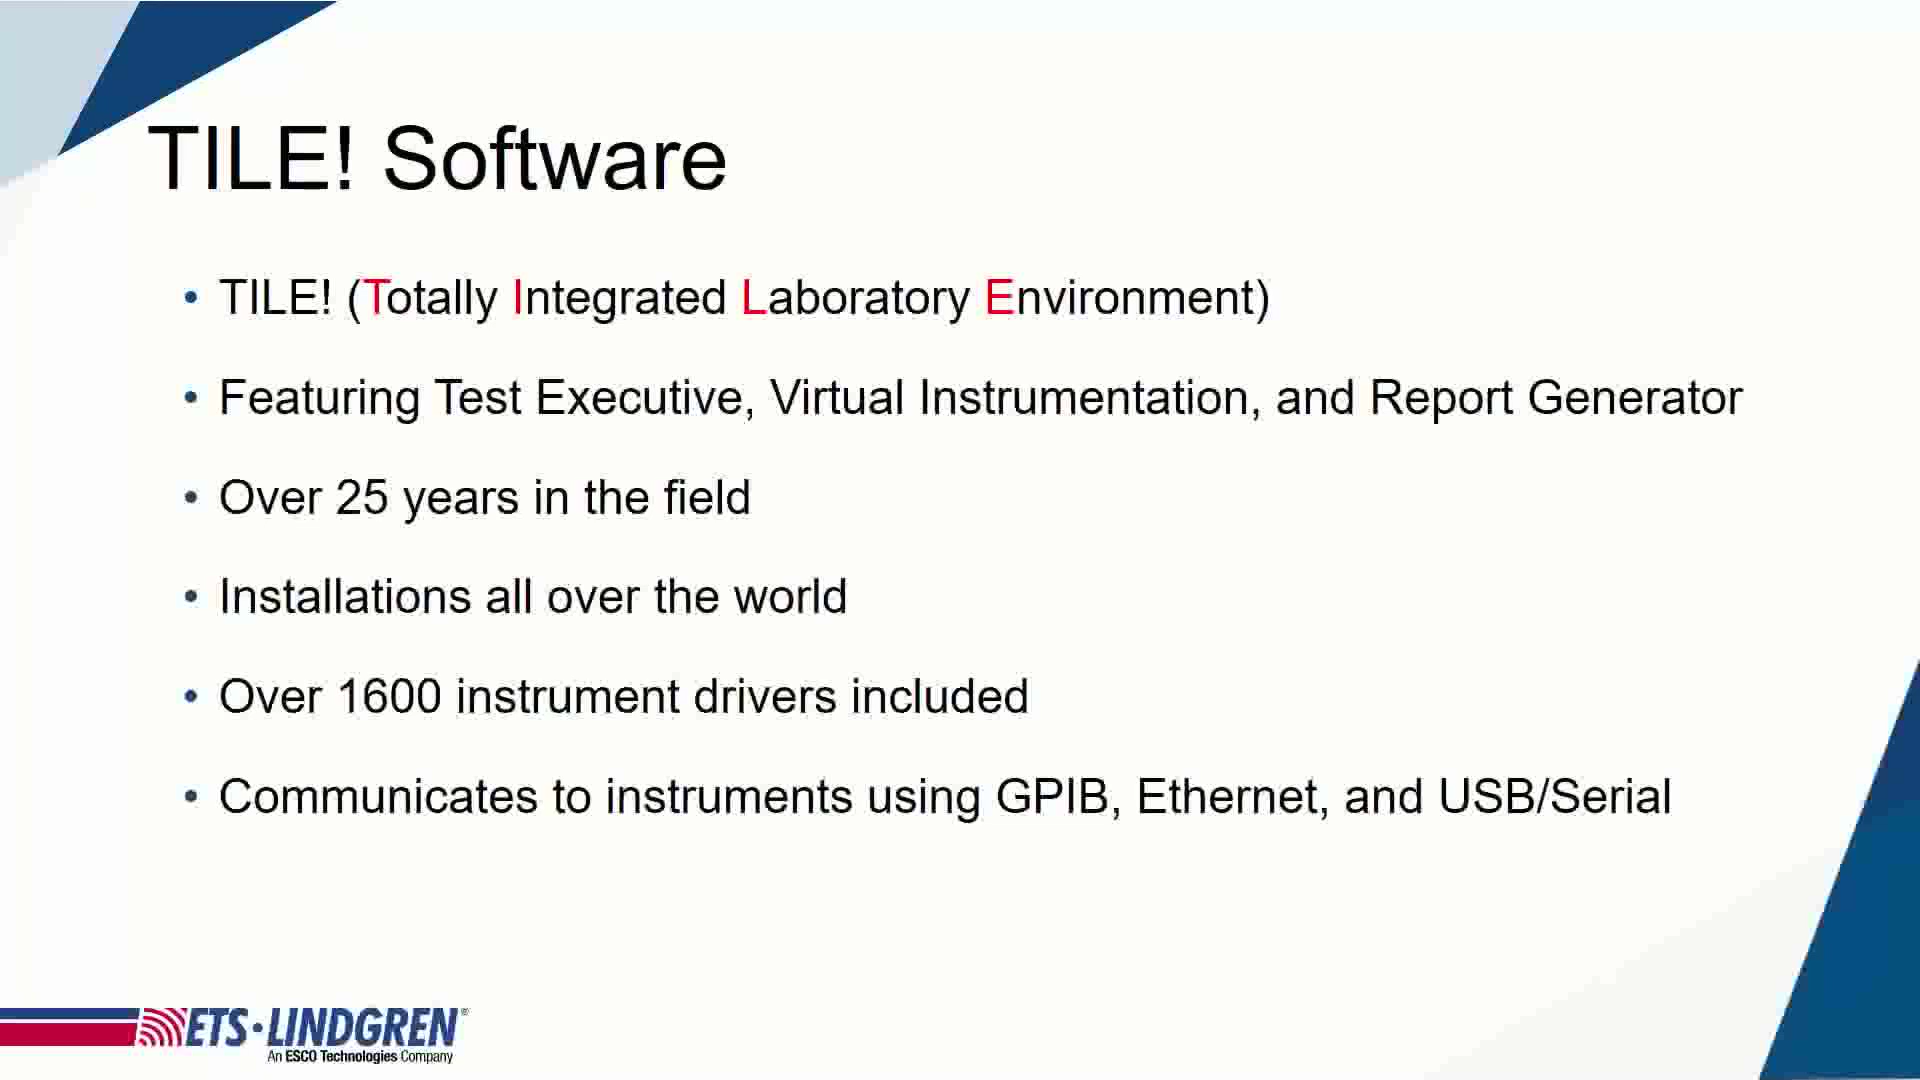 TILE! Software
• TILE! (Totally Integrated Laboratory Environment)
• Featuring Test Executive, Virtual Instrumentation, and Report Generator
• Over 25 years in the field
• Installations all over the world
• Over 1600 instrument drivers included
• Communicates to instruments using GPIB, Ethernet, and USB/Serial
ETS·LINDGREN®
An ESCO Technologies Company